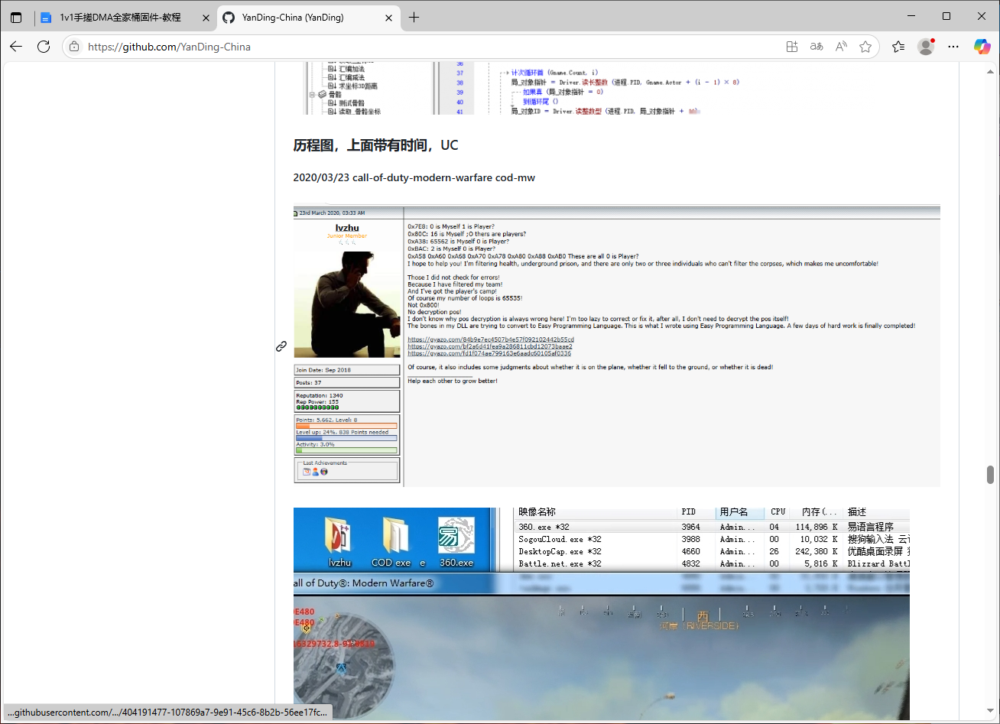 1v1手搓DMA全家桶固件-教程
YanDing-China (YanDing)
https://github.com/YanDing-China
汇编加法
汇编减法
求坐标3D距离
骨骼
测试骨骼
读取_骨骼坐标
36
37
38
39
40
41
计次循环首 (Gname.Count, i)
局_对象指针 = Driver.读长整数 (进程.PID, Gname.Actor + (i - 1) × 8)
如果真 (局_对象指针 = 0)
到循环尾 ()
局_对象ID = Driver.读整数型 (进程.PID, 局_对象指针 +
历程图，上面带有时间，UC
2020/03/23 call-of-duty-modern-warfare cod-mw
23rd March 2020, 03:33 AM
lvzhu
Junior Member
Join Date: Sep 2018
Posts: 37
Reputation: 1340
Rep Power: 155
Points: 5,662, Level: 8
Level up: 24%, 838 Points needed
Activity: 3.0%
Last Achievements
0x7E8: 0 is Myself 1 is Player?
0x80C: 16 is Myself ;O thers are players?
0xA38: 65562 is Myself 0 is Player?
0xBAC: 2 is Myself 0 is Player?
0xA58 0xA60 0xA68 0xA70 0xA78 0xA80 0xA88 0xAB0 These are all 0 is Player?
I hope to help you! I'm filtering health, underground prison, and there are only two or three individuals who can't filter the corpses, which makes me uncomfortable!
Those I did not check for errors!
Because I have filtered my team!
And I've got the player's camp!
Of course my number of loops is 65535!
Not 0x800!
No decryption pos!
I don't know why pos decryption is always wrong here! I'm too lazy to correct or fix it, after all, I don't need to decrypt the pos itself!
The bones in my DLL are trying to convert to Easy Programming Language. This is what I wrote using Easy Programming Language. A few days of hard work is finally completed!
https://gyazo.com/84b9e7ec4507b4e57f092102442b55cd
https://gyazo.com/bf2a6d41fea9a286811cbd12073baae2
https://gyazo.com/fd1f074ae799163e6aadc60105af0336
Of course, it also includes some judgments about whether it is on the plane, whether it fell to the ground, or whether it is dead!
Help each other to grow better!
lvzhu
COD exe
e
360.exe
映像名称 PID 用户名 CPU 内存(... 描述
360.exe *32 3964 Admin... 04 114,896 K 易语言程序
SogouCloud.exe *32 3988 Admin... 00 10,032 K 搜狗输入法 云计
DesktopCap.exe *32 4660 Admin... 26 242,380 K 优酷桌面录屏
Battle.net.exe *32 4832 Admin... 00 5,816 K Blizzard Battl
all of Duty®: Modern Warfare®
西
河岸 (RIVERSIDE)
0E480
0E480
...githubusercontent.com/.../404191477-107869a7-9e91-45c6-8b2b-56ee17fc...